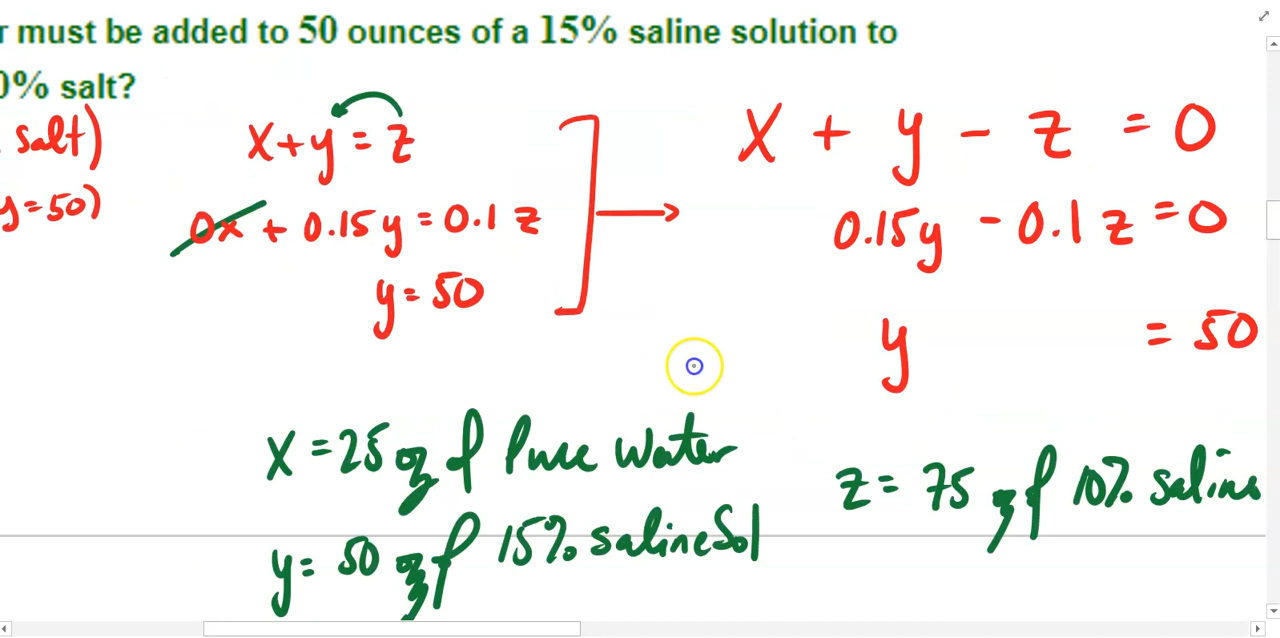 r must be added to 50 ounces of a 15% saline solution to
0% salt?
salt)
y=50)
x+y=z
0x + 0.15y = 0.1z
y=50
x + y - z = 0
0.15y - 0.1z = 0
y = 50
x = 25 oz of Pure Water
y = 50 oz of 15% saline Sol
z = 75 oz of 10% saline